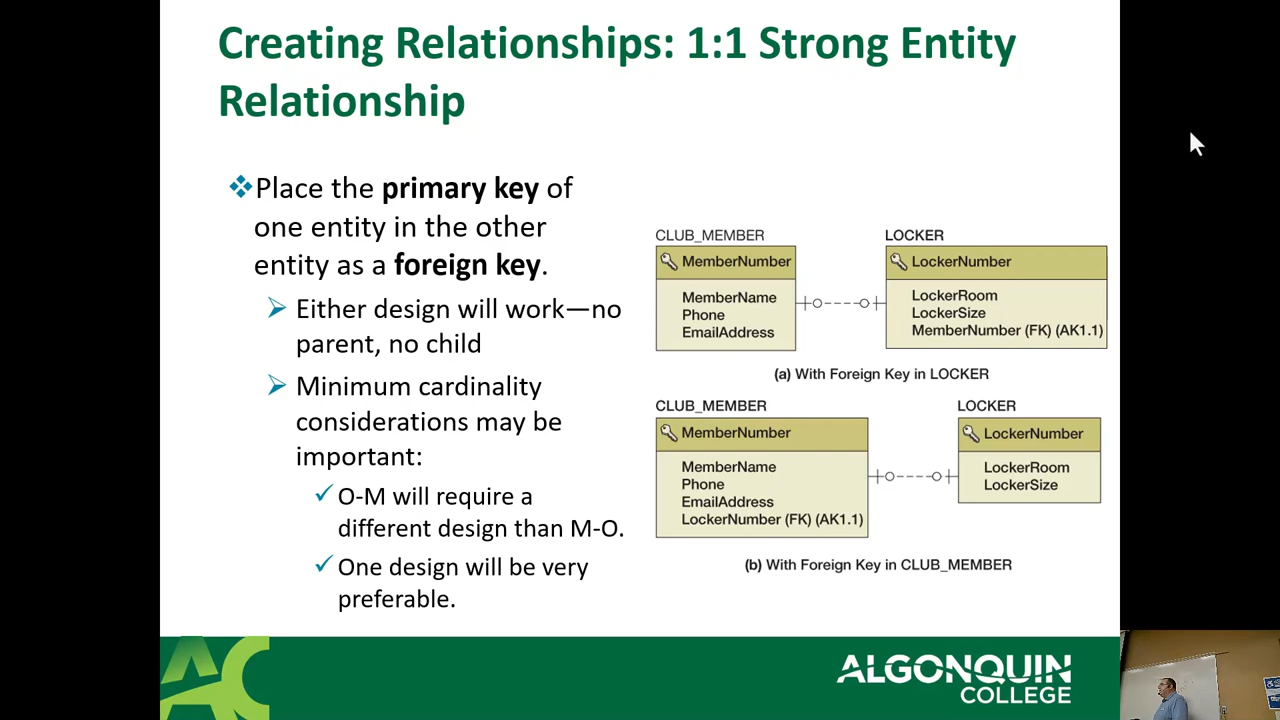 Creating Relationships: 1:1 Strong Entity
Relationship
Place the primary key of
one entity in the other
entity as a foreign key.
Either design will work—no
parent, no child
Minimum cardinality
considerations may be
important:
O-M will require a
different design than M-O.
One design will be very
preferable.
CLUB_MEMBER
MemberNumber
MemberName
Phone
EmailAddress
LOCKER
LockerNumber
LockerRoom
LockerSize
MemberNumber (FK) (AK1.1)
(a) With Foreign Key in LOCKER
CLUB_MEMBER
MemberNumber
MemberName
Phone
EmailAddress
LockerNumber (FK) (AK1.1)
LOCKER
LockerNumber
LockerRoom
LockerSize
(b) With Foreign Key in CLUB_MEMBER
AC
ALGONQUIN
COLLEGE